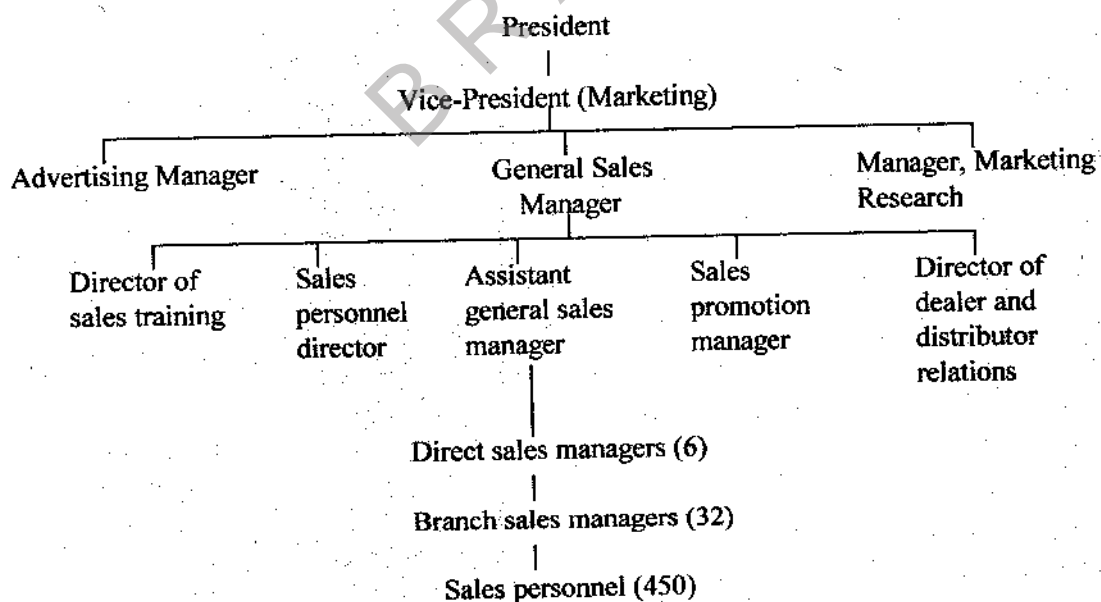 B R
President
Vice-President (Marketing)
Advertising Manager
General Sales
Manager
Manager, Marketing
Research
Director of
sales training
Sales
personnel
director
Assistant
general sales
manager
Sales
promotion
manager
Director of
dealer and
distributor
relations
Direct sales managers (6)
Branch sales managers (32)
Sales personnel (450)